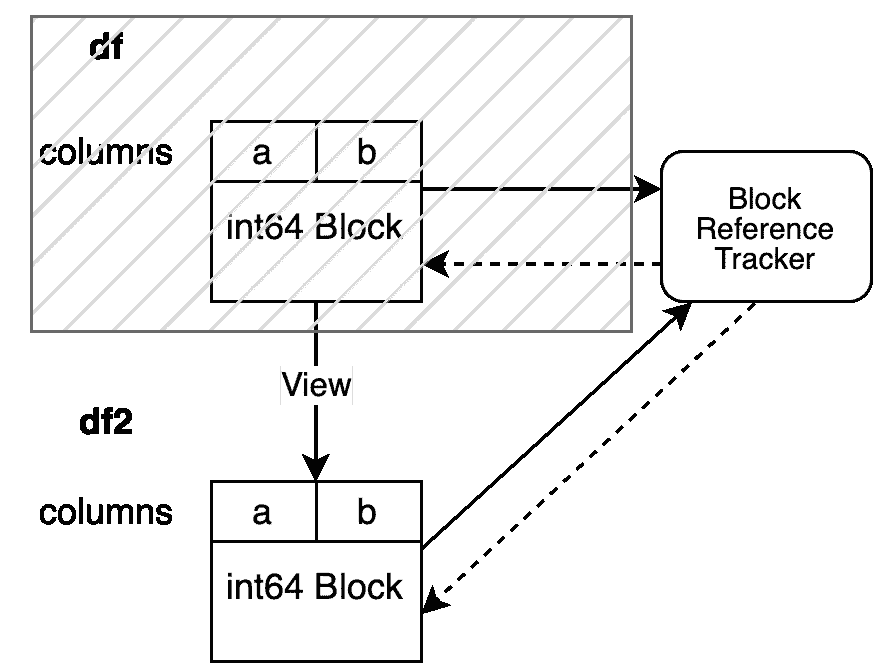 df
columns
a b
int64 Block
Block
Reference
Tracker
View
df2
columns
a b
int64 Block